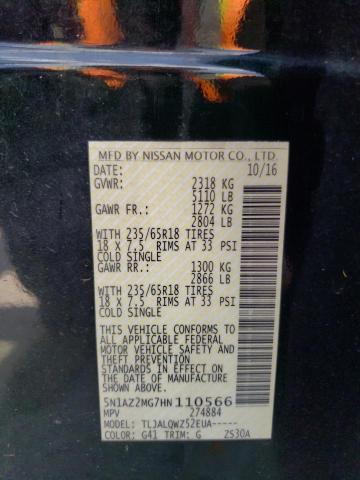 MFD BY NISSAN MOTOR CO., LTD.
DATE: 10/16
GVWR: 2318 KG
5110 LB
GAWR FR.: 1272 KG
2804 LB
WITH 235/65R18 TIRES
18 X 7.5 RIMS AT 33 PSI
COLD SINGLE
GAWR RR.: 1300 KG
2866 LB
WITH 235/65R18 TIRES
18 X 7.5 RIMS AT 33 PSI
COLD SINGLE
THIS VEHICLE CONFORMS TO
ALL APPLICABLE FEDERAL
MOTOR VEHICLE SAFETY AND
THEFT PREVENTION
STANDARDS IN EFFECT ON
THE DATE OF MANUFACTURE
SHOWN ABOVE.
5N1AZ2MG7HN110566
MPV 274884
MODEL: TLJALQWZ52EUA-----
COLOR: G41 TRIM: G 2S30A